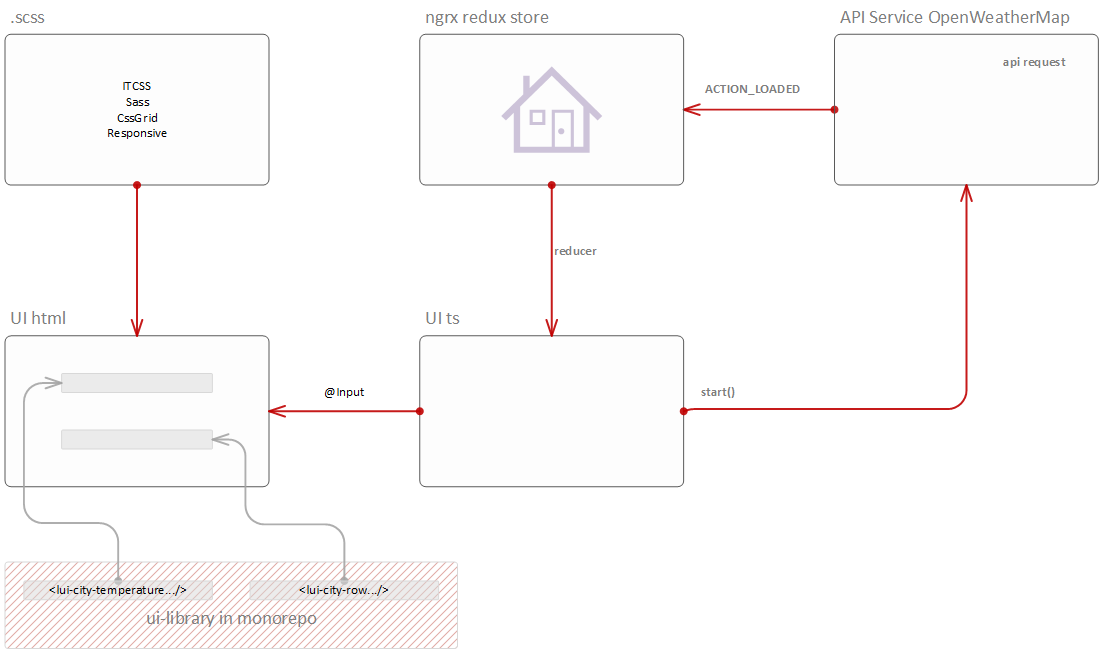 .scss
ngrx redux store
API Service OpenWeatherMap
ITCSS
Sass
CssGrid
Responsive
api request
ACTION_LOADED
reducer
UI html
UI ts
@Input
start()
<lui-city-temperature.../>
<lui-city-row.../>
ui-library in monorepo